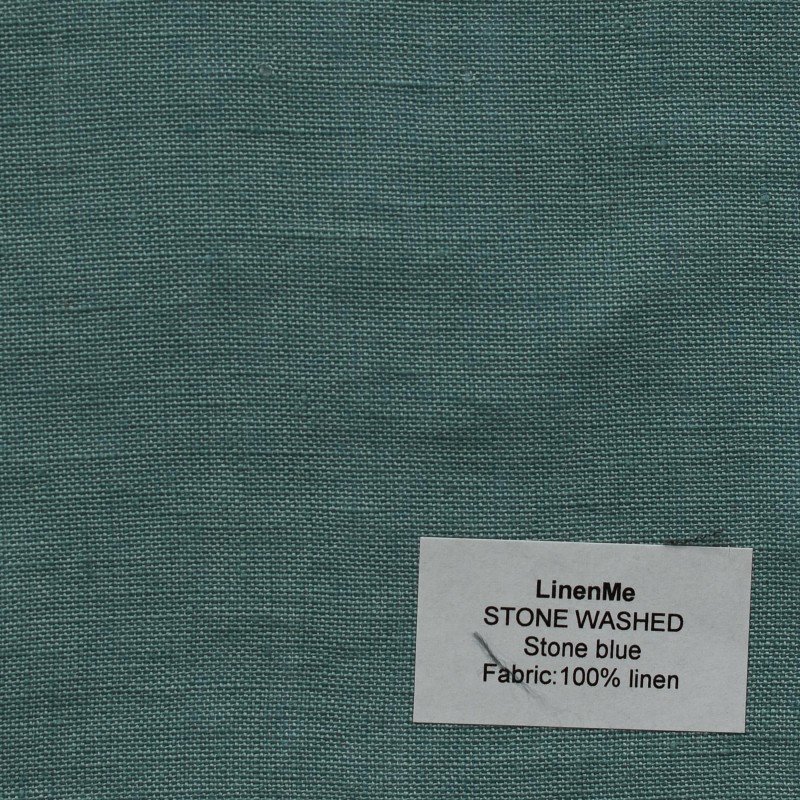 LinenMe
STONE WASHED
Stone blue
Fabric:100% linen